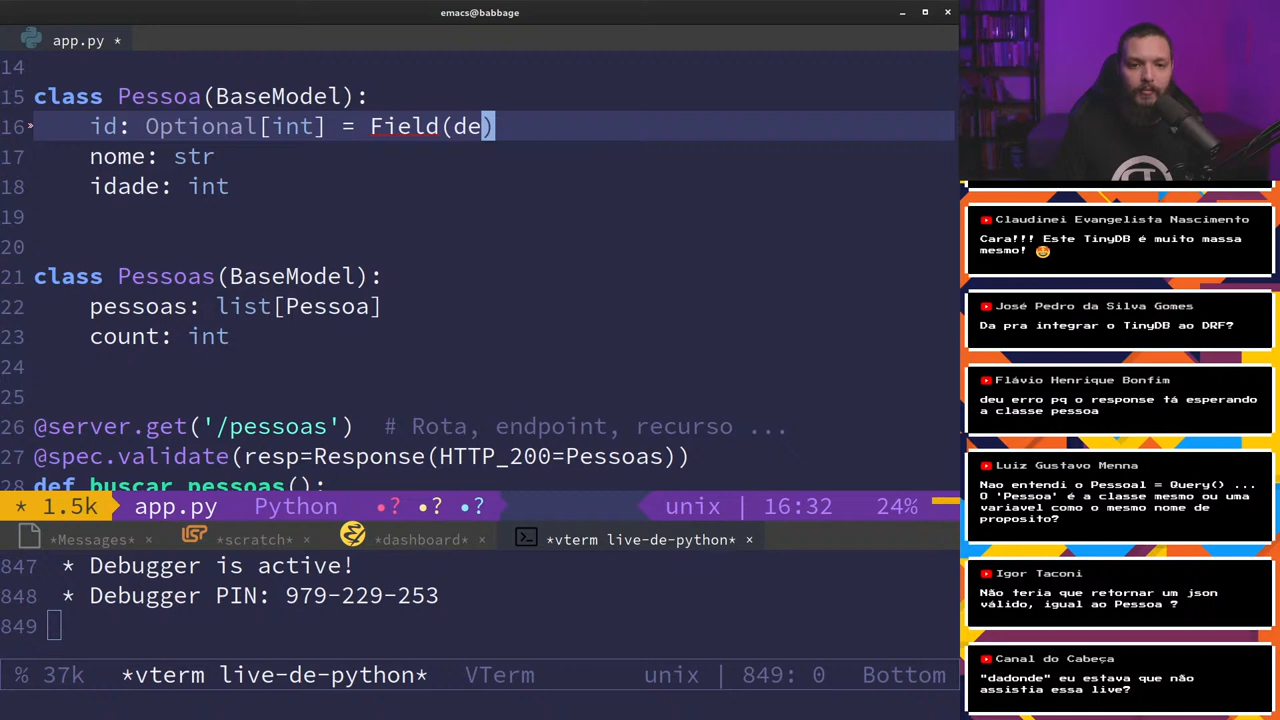 emacs@babbage
app.py *
14
15 class Pessoa(BaseModel):
16 id: Optional[int] = Field(de)
17 nome: str
18 idade: int
19
20
21 class Pessoas(BaseModel):
22 pessoas: list[Pessoa]
23 count: int
24
25
26 @server.get('/pessoas')  # Rota, endpoint, recurso ...
27 @spec.validate(resp=Response(HTTP_200=Pessoas))
28 def buscar_pessoas():
* 1.5k app.py Python •? •? •? unix | 16:32 24%
*Messages* × *scratch* × *dashboard* × *vterm live-de-python* ×
847 * Debugger is active!
848 * Debugger PIN: 979-229-253
849
% 37k *vterm live-de-python* VTerm unix | 849: 0 Bottom
Claudinei Evangelista Nascimento
Cara!!! Este TinyDB é muito massa
mesmo! 🤩
José Pedro da Silva Gomes
Da pra integrar o TinyDB ao DRF?
Flávio Henrique Bonfim
deu erro pq o response tá esperando
a classe pessoa
Luiz Gustavo Menna
Nao entendi o Pessoal = Query() ...
O 'Pessoa' é a classe mesmo ou uma
variavel como o mesmo nome de
proposito?
Igor Taconi
Não teria que retornar um json
válido, igual ao Pessoa ?
Canal do Cabeça
"dadonde" eu estava que não
assistia essa live?